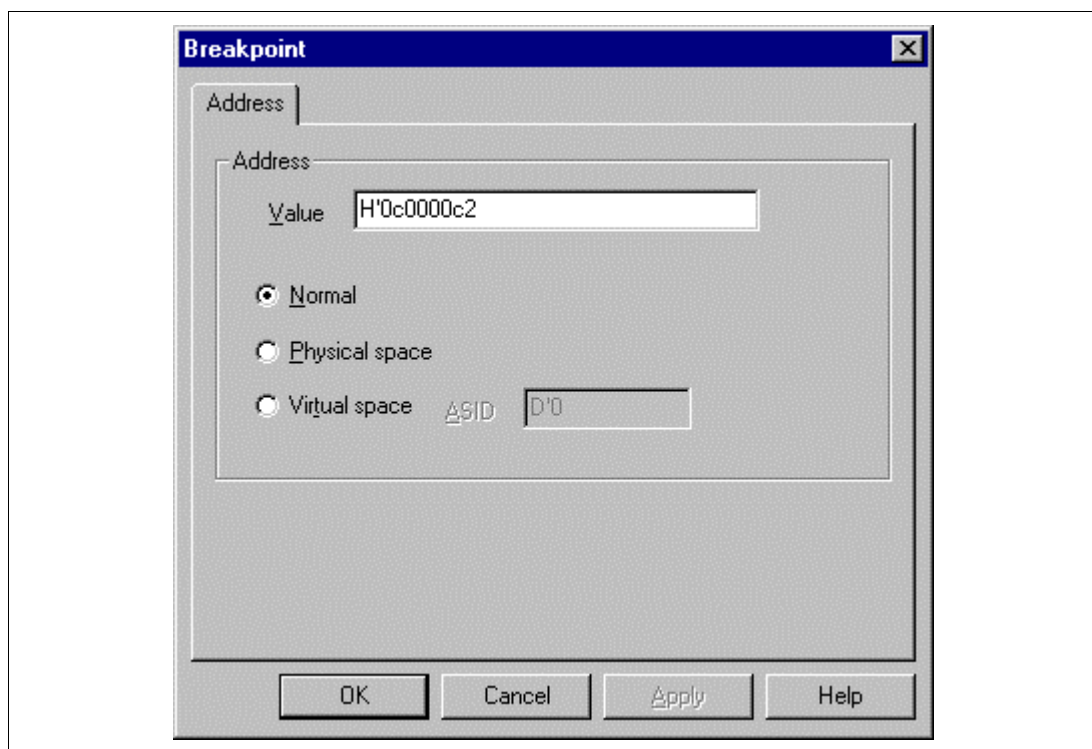 Breakpoint
Address
Address
Value H'0c0000c2
Normal
Physical space
Virtual space ASID D'0
OK Cancel Apply Help